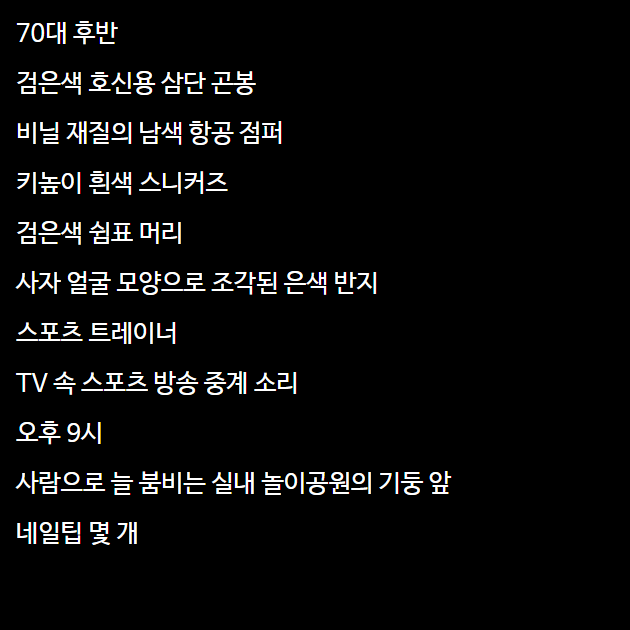 70대 후반
검은색 호신용 삼단 곤봉
비닐 재질의 남색 항공 점퍼
키높이 흰색 스니커즈
검은색 쉼표 머리
사자 얼굴 모양으로 조각된 은색 반지
스포츠 트레이너
TV 속 스포츠 방송 중계 소리
오후 9시
사람으로 늘 붐비는 실내 놀이공원의 기둥 앞
네일팁 몇 개